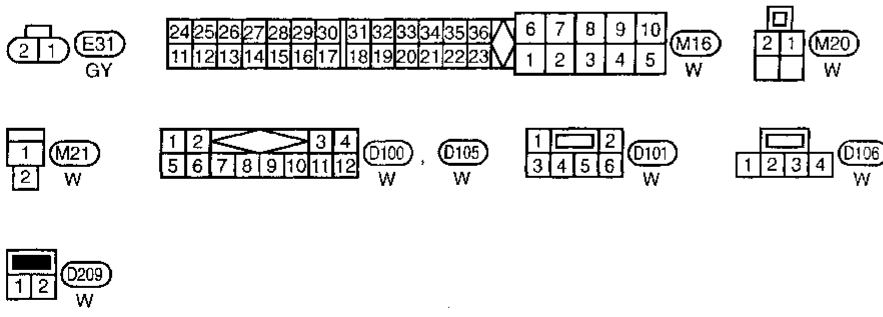 2 1 E31
GY
24 25 26 27 28 29 30 31 32 33 34 35 36 6 7 8 9 10
11 12 13 14 15 16 17 18 19 20 21 22 23 1 2 3 4 5 M16
W
2 1 M20
W
1 M21
2 W
1 2 3 4
5 6 7 8 9 10 11 12 D100 , D105
W W
1 2
3 4 5 6 D101
W
1 2 3 4 D106
W
1 2 D209
W